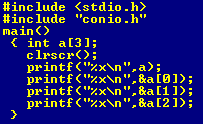 #include <stdio.h>
#include "conio.h"
main()
{ int a[3];
clrscr();
printf("%x\n",a);
printf("%x\n",&a[0]);
printf("%x\n",&a[1]);
printf("%x\n",&a[2]);
}